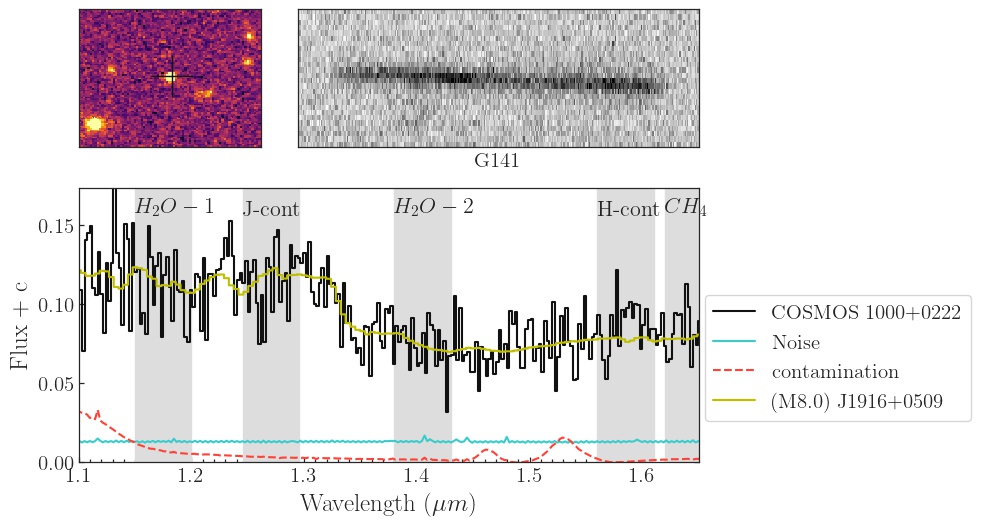 G141
H₂O − 1
J-cont
H₂O − 2
H-cont
CH₄
0.15
0.10
0.05
0.00
Flux + c
1.1
1.2
1.3
1.4
1.5
1.6
Wavelength (μm)
COSMOS 1000+0222
Noise
contamination
(M8.0) J1916+0509